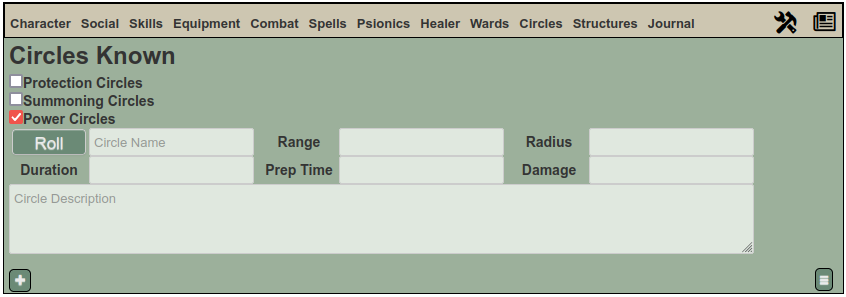 Character Social Skills Equipment Combat Spells Psionics Healer Wards Circles Structures Journal
Circles Known
Protection Circles
Summoning Circles
Power Circles
Roll Circle Name Range Radius
Duration Prep Time Damage
Circle Description